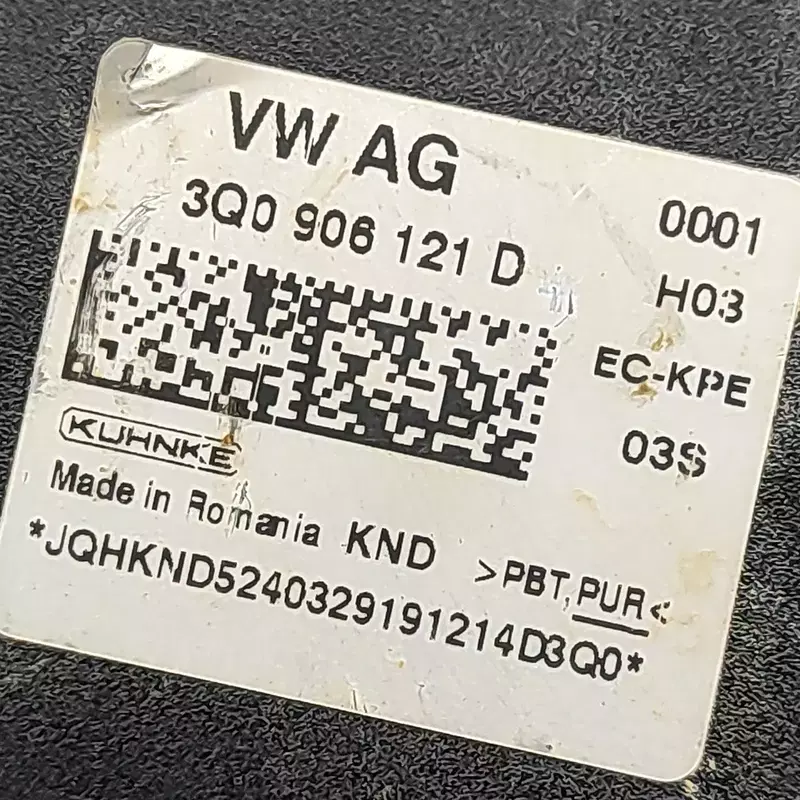 VW AG
3Q0 906 121 D
0001
H03
EC-KPE
03S
KUHNKE
Made in Romania KND >PBT,PUR<
*JQHKND5240329191214D3Q0*